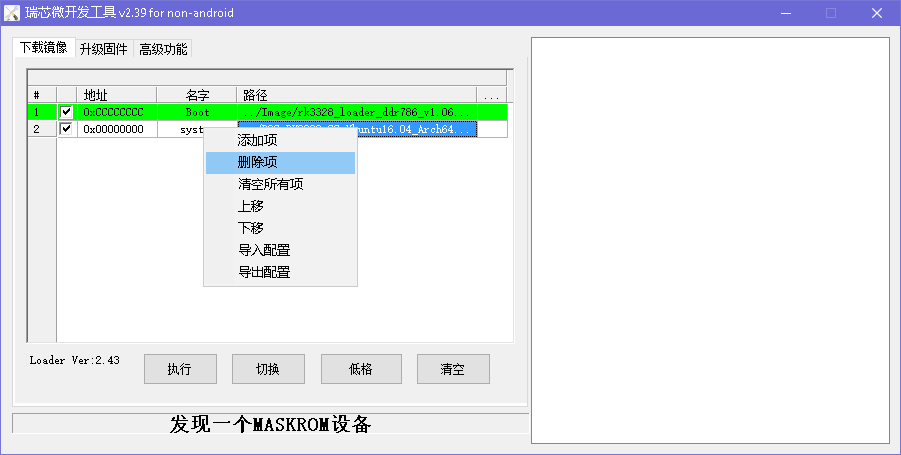 瑞芯微开发工具 v2.39 for non-android
下载镜像 升级固件 高级功能
# 地址 名字 路径 ...
1 0xCCCCCCCC Boot ../Image/rk3328_loader_ddr786_v1.06...
2 0x00000000 syst
添加项
删除项
清空所有项
上移
下移
导入配置
导出配置
Loader Ver:2.43 执行 切换 低格 清空
发现一个MASKROM设备